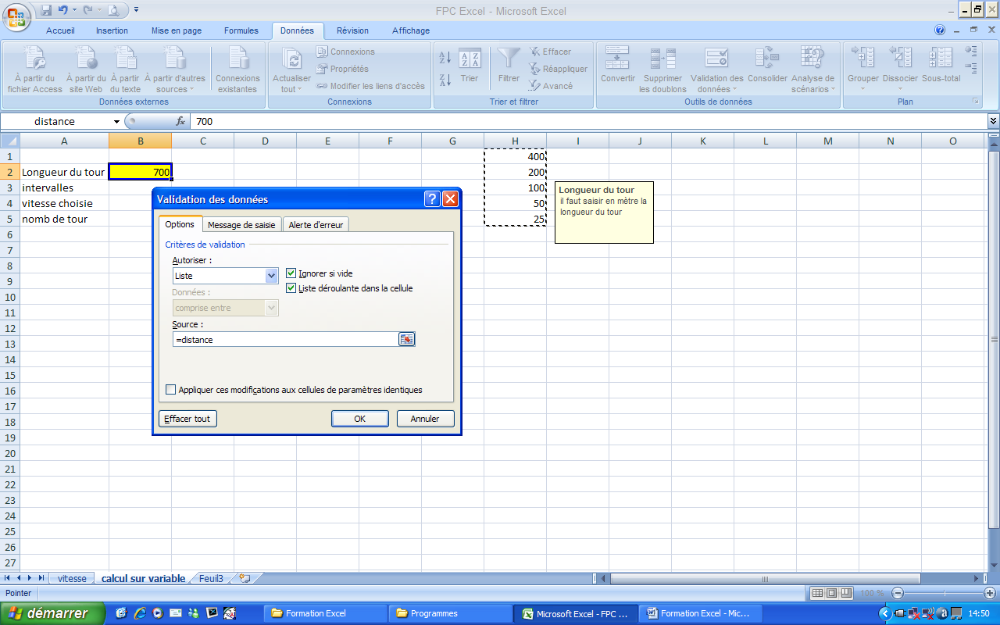 FPC Excel - Microsoft Excel
Accueil Insertion Mise en page Formules Données Révision Affichage
À partir du fichier Access
À partir du site Web
À partir du texte
À partir d'autres sources
Connexions existantes
Données externes
Actualiser tout
Connexions
Propriétés
Modifier les liens d'accès
Connexions
Trier
Filtrer
Effacer
Réappliquer
Avancé
Trier et filtrer
Convertir
Supprimer les doublons
Validation des données
Consolider
Analyse de scénarios
Outils de données
Grouper
Dissocier
Sous-total
Plan
distance fx 700
A B C D E F G H I J K L M N O
1 400
2 Longueur du tour 700 200
3 intervalles 100
4 vitesse choisie 50
5 nomb de tour 25
6
7
8
9
10
11
12
13
14
15
16
17
18
19
20
21
22
23
24
25
26
27
Longueur du tour
il faut saisir en mètre la
longueur du tour
Validation des données
Options Message de saisie Alerte d'erreur
Critères de validation
Autoriser :
Liste
Ignorer si vide
Liste déroulante dans la cellule
Données :
comprise entre
Source :
=distance
Appliquer ces modifications aux cellules de paramètres identiques
Effacer tout OK Annuler
vitesse calcul sur variable Feuil3
Pointer 100 %
démarrer Formation Excel Programmes Microsoft Excel - FPC ... Formation Excel - Mic... 14:50